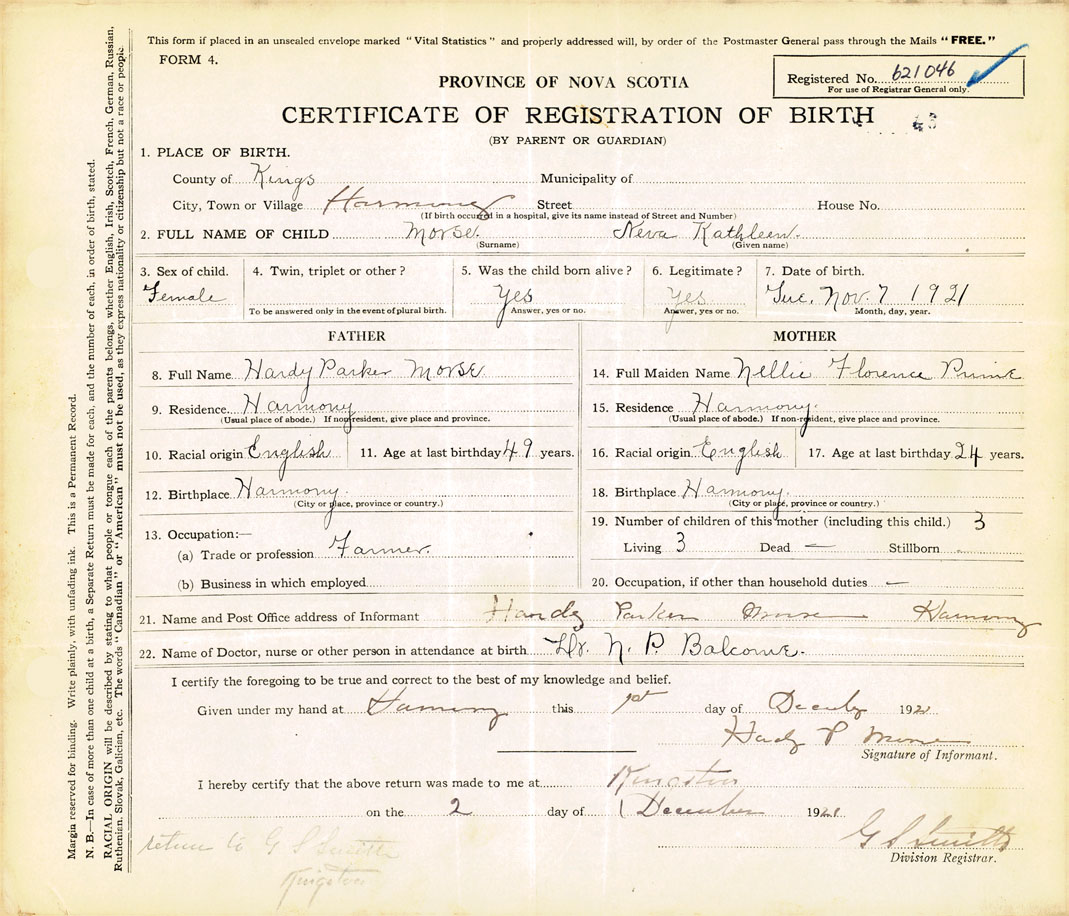 This form if placed in an unsealed envelope marked "Vital Statistics" and properly addressed will, by order of the Postmaster General pass through the Mails "FREE."
FORM 4.
Registered No. 621046
For use of Registrar General only.
PROVINCE OF NOVA SCOTIA
CERTIFICATE OF REGISTRATION OF BIRTH
(BY PARENT OR GUARDIAN)
1. PLACE OF BIRTH.
County of Kings Municipality of
City, Town or Village Harmony Street House No.
(If birth occurred in a hospital, give its name instead of Street and Number)
2. FULL NAME OF CHILD Morse. Neva Kathleen.
(Surname) (Given name)
3. Sex of child. 4. Twin, triplet or other? 5. Was the child born alive? 6. Legitimate? 7. Date of birth.
Female Yes Yes Tue. Nov. 7 1921
To be answered only in the event of plural birth. Answer, yes or no. Answer, yes or no. Month, day, year.
FATHER
8. Full Name Hardy Parker Morse
9. Residence Harmony
(Usual place of abode.) If non-resident, give place and province.
10. Racial origin English 11. Age at last birthday 49 years.
12. Birthplace Harmony.
(City or place, province or country.)
13. Occupation:—
(a) Trade or profession Farmer.
(b) Business in which employed
MOTHER
14. Full Maiden Name Nellie Florence Prime
15. Residence Harmony.
(Usual place of abode.) If non-resident, give place and province.
16. Racial origin English 17. Age at last birthday 24 years.
18. Birthplace Harmony.
(City or place, province or country.)
19. Number of children of this mother (including this child.) 3
Living 3 Dead — Stillborn
20. Occupation, if other than household duties —
21. Name and Post Office address of Informant Hardy Parker Morse Harmony
22. Name of Doctor, nurse or other person in attendance at birth Dr. N. P. Balcome.
I certify the foregoing to be true and correct to the best of my knowledge and belief.
Given under my hand at Harmony this 1st day of December 1921
Hardy P Morse
Signature of Informant.
I hereby certify that the above return was made to me at Kingston
on the 2 day of December 1921
G S Smith
Division Registrar.
return to G S Smith
Kingston
Margin reserved for binding. Write plainly, with unfading ink. This is a Permanent Record.
N. B.—In case of more than one child at a birth, a Separate Return must be made for each, and the number of each, in order of birth, stated.
RACIAL ORIGIN will be described by stating to what people or tongue each of the parents belongs, whether English, Irish, Scotch, French, German, Russian,
Ruthenian, Slovak, Galician, etc. The words "Canadian" or "American" must not be used, as they express nationality or citizenship but not a race or people